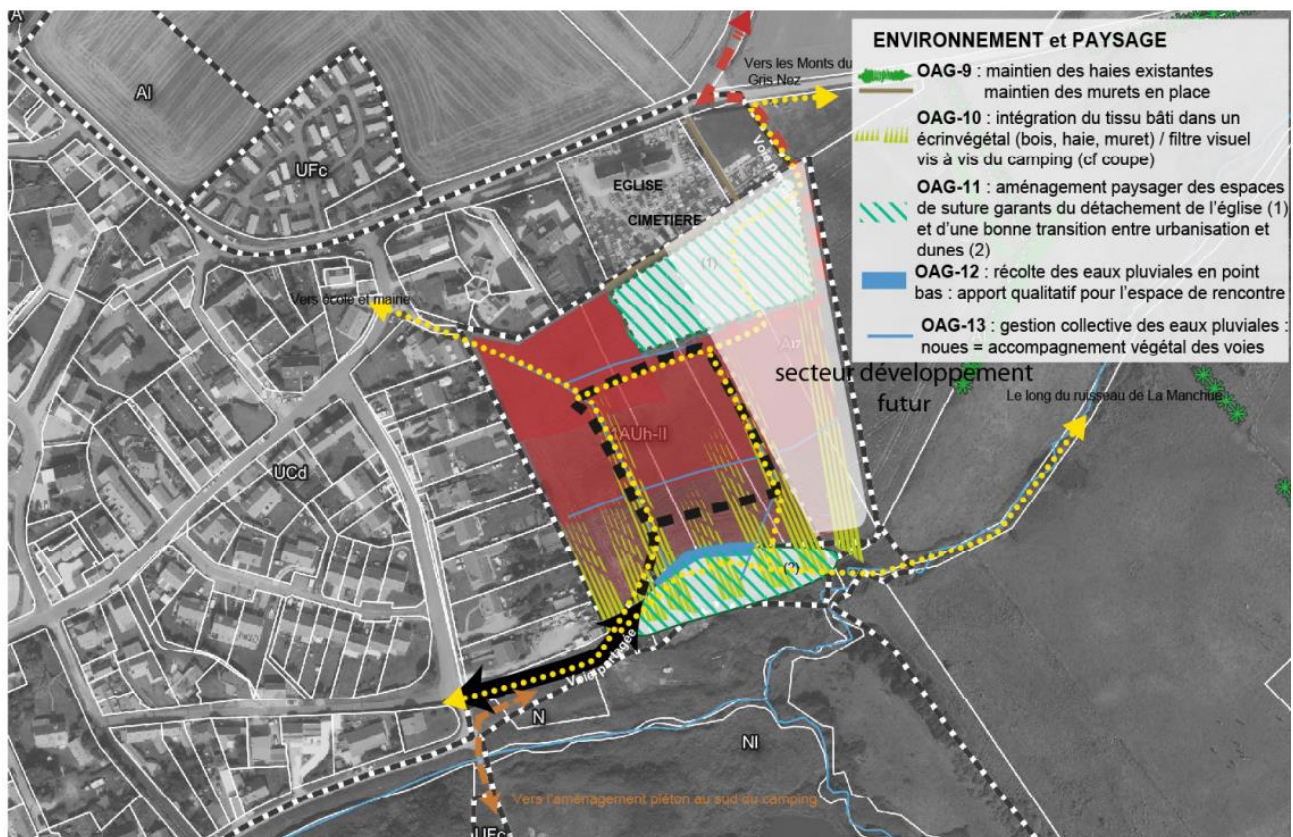 A
Al
UFc
Vers les Monts du
Gris Nez
EGLISE
CIMETIERE
(1)
Vers école et mairie
1AUh-II
UCd
secteur développement
futur
Le long du ruisseau de La Manchue
(2)
Voie partagée
N
Nl
Vers l'aménagement piéton au sud du camping
UFc
ENVIRONNEMENT et PAYSAGE
OAG-9 : maintien des haies existantes
maintien des murets en place
OAG-10 : intégration du tissu bâti dans un
écrinvégétal (bois, haie, muret) / filtre visuel
vis à vis du camping (cf coupe)
OAG-11 : aménagement paysager des espaces
de suture garants du détachement de l'église (1)
et d'une bonne transition entre urbanisation et
dunes (2)
OAG-12 : récolte des eaux pluviales en point
bas : apport qualitatif pour l'espace de rencontre
OAG-13 : gestion collective des eaux pluviales :
noues = accompagnement végétal des voies